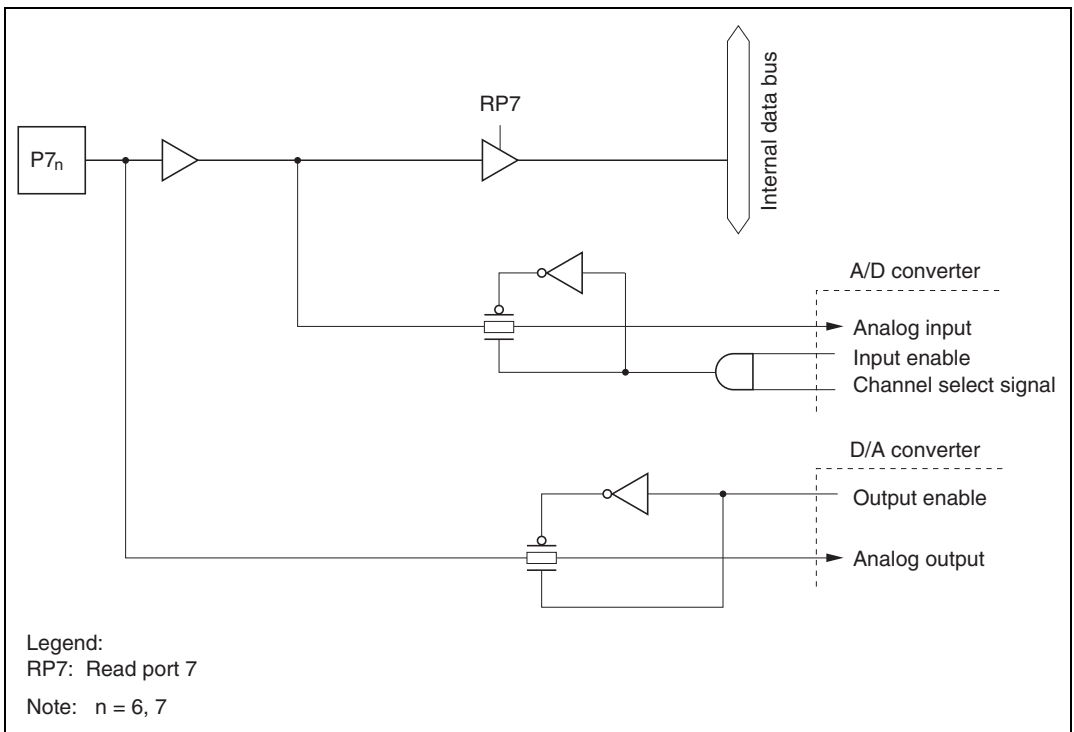 RP7
P7n
Internal data bus
A/D converter
Analog input
Input enable
Channel select signal
D/A converter
Output enable
Analog output
Legend:
RP7: Read port 7
Note: n = 6, 7